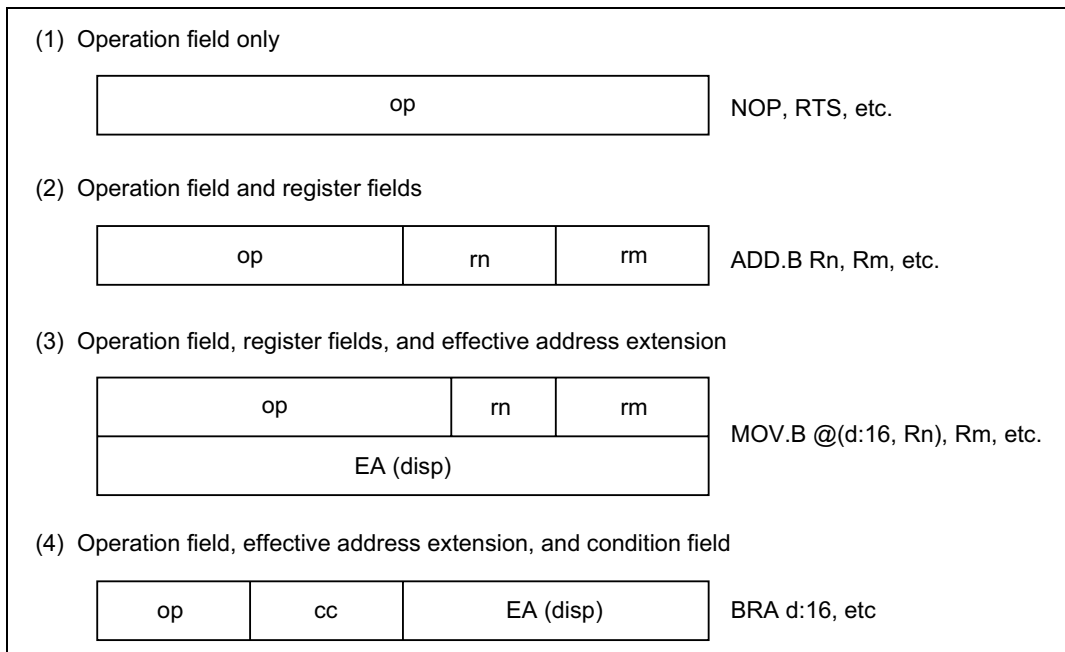 (1) Operation field only
op
NOP, RTS, etc.
(2) Operation field and register fields
op rn rm
ADD.B Rn, Rm, etc.
(3) Operation field, register fields, and effective address extension
op rn rm
EA (disp)
MOV.B @(d:16, Rn), Rm, etc.
(4) Operation field, effective address extension, and condition field
op cc EA (disp)
BRA d:16, etc